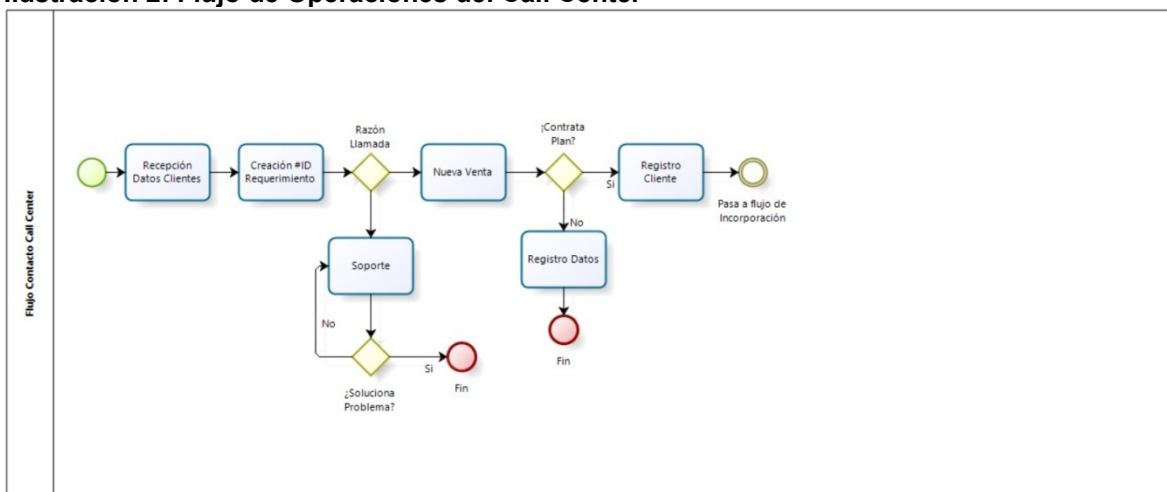 Ilustración 2: Flujo de Operaciones del Call Center
Flujo Contacto Call Center
Recepción
Datos Clientes
Creación #ID
Requerimiento
Razón
Llamada
Nueva Venta
¡Contrata
Plan?
Si
Registro
Cliente
Pasa a flujo de
Incorporación
No
Registro Datos
Fin
Soporte
No
¿Soluciona
Problema?
Si
Fin